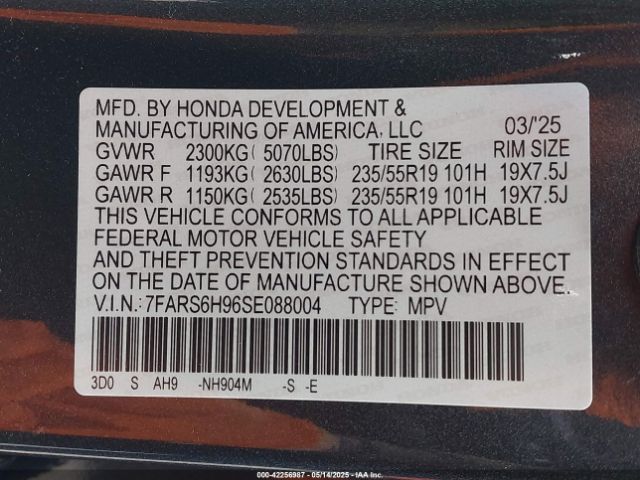 MFD. BY HONDA DEVELOPMENT &
MANUFACTURING OF AMERICA, LLC 03/'25
GVWR 2300KG( 5070LBS) TIRE SIZE RIM SIZE
GAWR F 1193KG( 2630LBS) 235/55R19 101H 19X7.5J
GAWR R 1150KG( 2535LBS) 235/55R19 101H 19X7.5J
THIS VEHICLE CONFORMS TO ALL APPLICABLE
FEDERAL MOTOR VEHICLE SAFETY
AND THEFT PREVENTION STANDARDS IN EFFECT
ON THE DATE OF MANUFACTURE SHOWN ABOVE.
V.I.N.:7FARS6H96SE088004 TYPE: MPV
3D0 S AH9 -NH904M -S -E
000-42256987 - 05/14/2025 - IAA Inc.